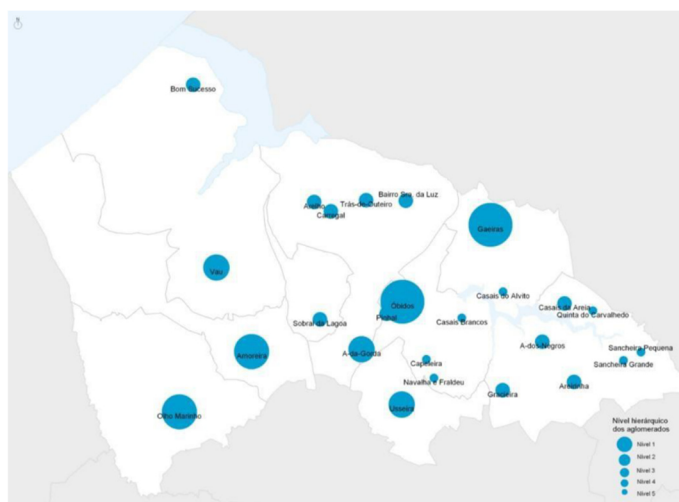 N
Bom Sucesso
Bairro Sra. da Luz
Arelho
Trás-do-Outeiro
Carregal
Gaeiras
Vau
Casais do Alvito
Óbidos
Casais da Areia
Pinhal
Quinta do Carvalhedo
Sobral da Lagoa
Casais Brancos
A-dos-Negros
A-da-Gorda
Sancheira Pequena
Amoreira
Capeleira
Sancheira Grande
Navalha e Fraldeu
Areirinha
Gracieira
Usseira
Olho Marinho
Nível hierárquico
dos aglomerados
Nível 1
Nível 2
Nível 3
Nível 4
Nível 5